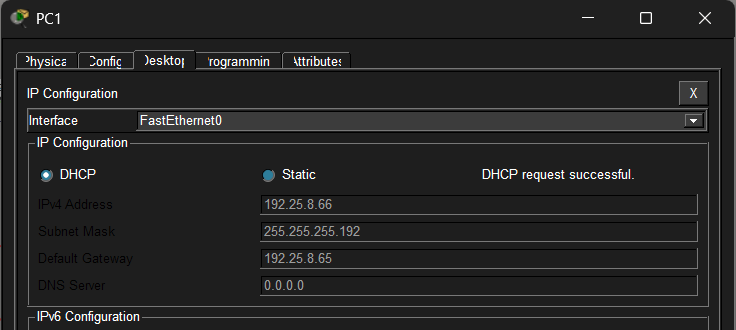 PC1
Physica Config Desktop rogrammin Attributes
IP Configuration X
Interface FastEthernet0
IP Configuration
DHCP Static DHCP request successful.
IPv4 Address 192.25.8.66
Subnet Mask 255.255.255.192
Default Gateway 192.25.8.65
DNS Server 0.0.0.0
IPv6 Configuration